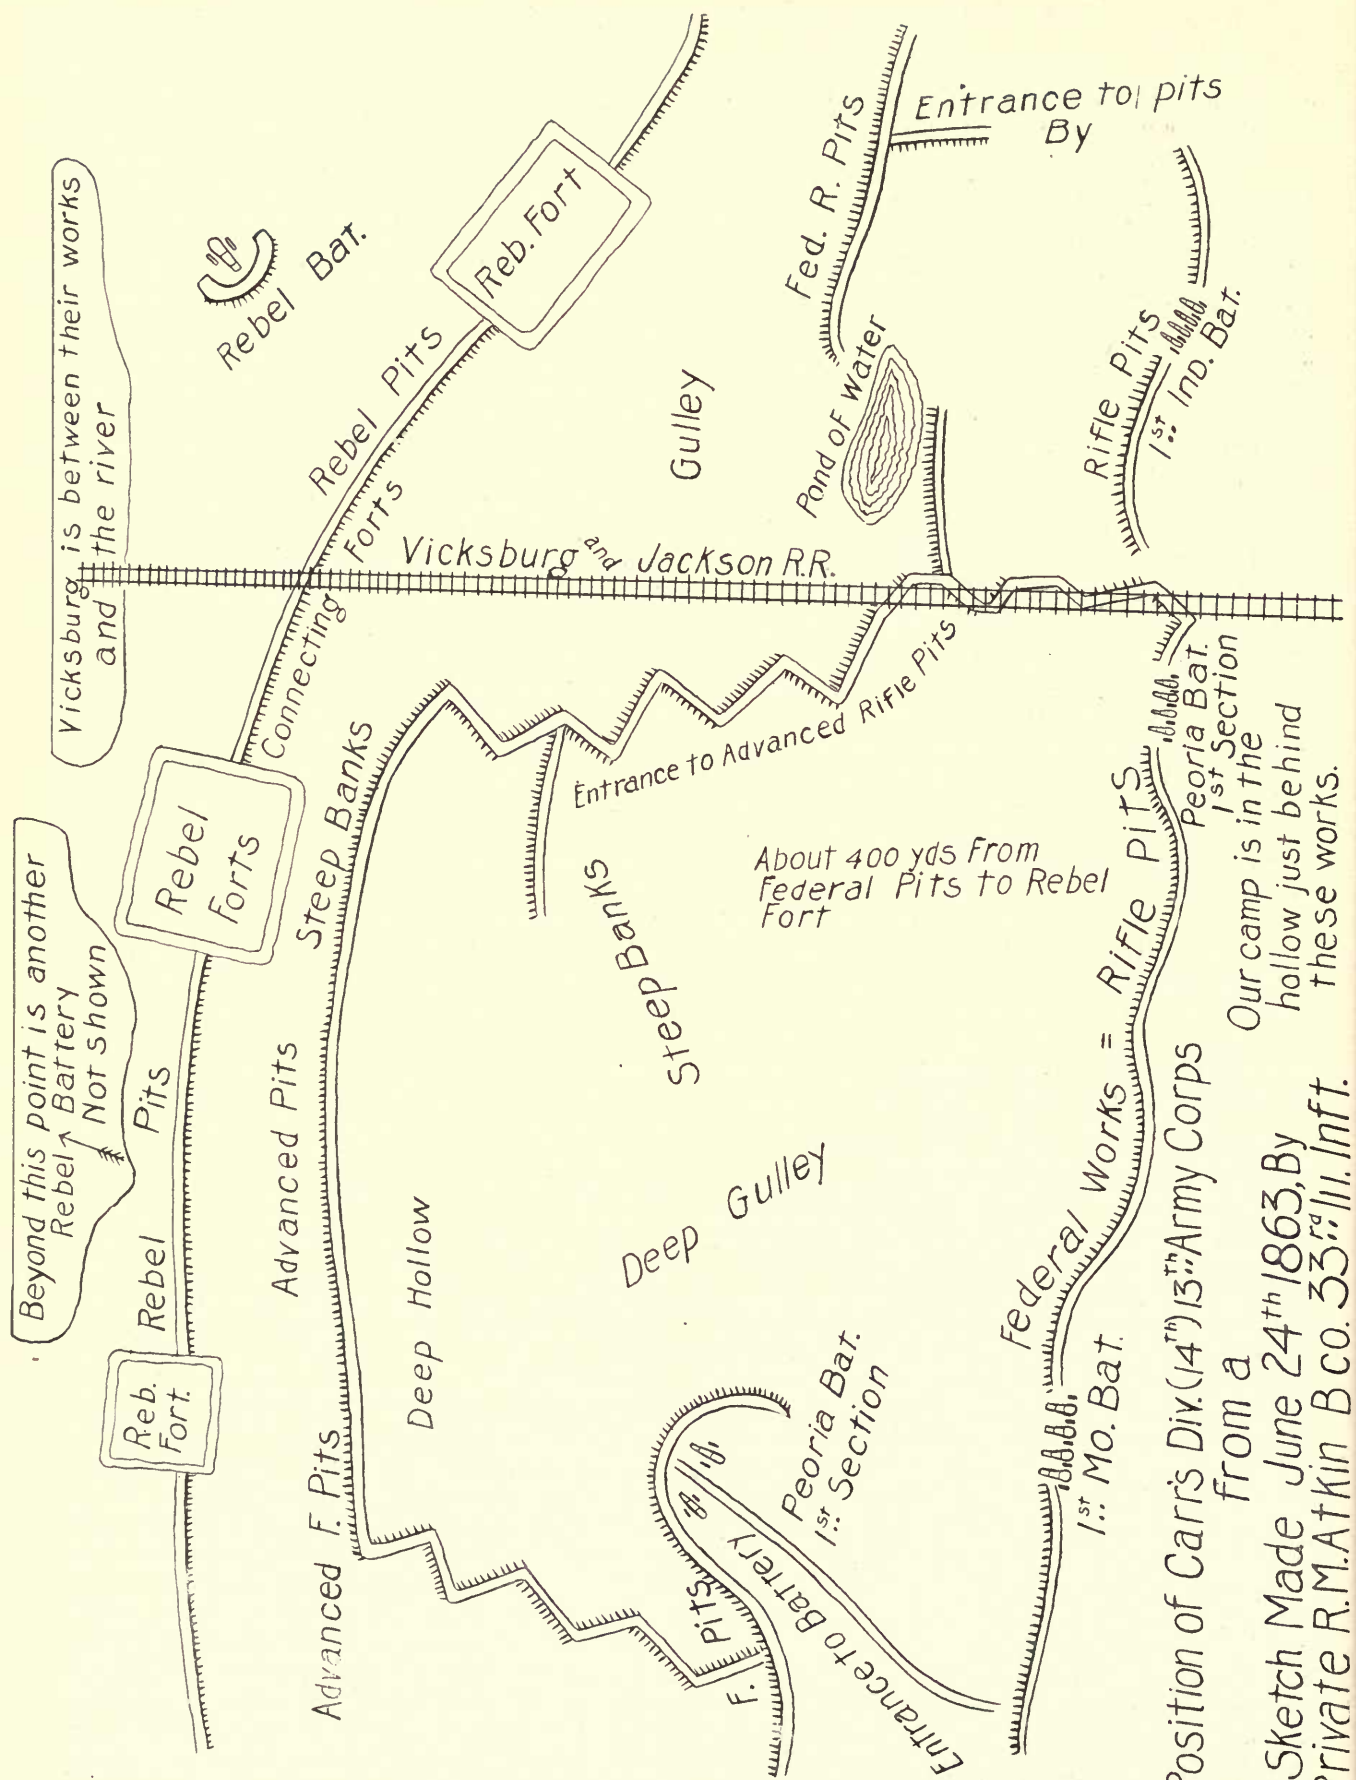 Vicksburg is between their works
and the river
Beyond this point is another
Rebel Battery
Not shown
Rebel Bat.
Reb. Fort
Rebel Pits
Connecting Forts
Rebel
Forts
Rebel Pits
Reb.
Fort.
Fed. R. Pits
Entrance to pits
By
Gulley
Pond of Water
Rifle Pits
1st Ind. Bat.
Vicksburg and Jackson R.R.
Steep Banks
Entrance to Advanced Rifle Pits
Steep Banks
About 400 yds From
Federal Pits to Rebel
Fort
Advanced Pits
Deep Hollow
Deep Gulley
Advanced F. Pits
F. Pits
Entrance to Battery
Peoria Bat.
1st Section
Federal Works = Rifle Pits
Peoria Bat.
1st Section
1st Mo. Bat.
Our camp is in the
hollow just behind
these works.
Position of Carr's Div. (14th) 13th Army Corps
from a
Sketch Made June 24th 1863, By
Private R.M. Atkin B Co. 33rd Ill. Inft.